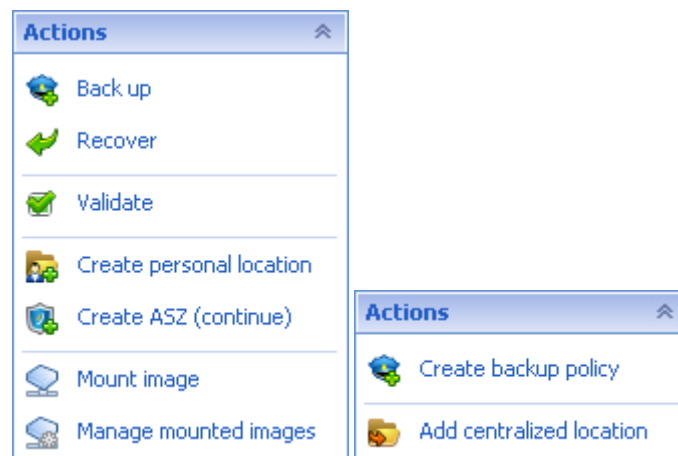 Actions
Back up
Recover
Validate
Create personal location
Create ASZ (continue)
Mount image
Manage mounted images
Actions
Create backup policy
Add centralized location